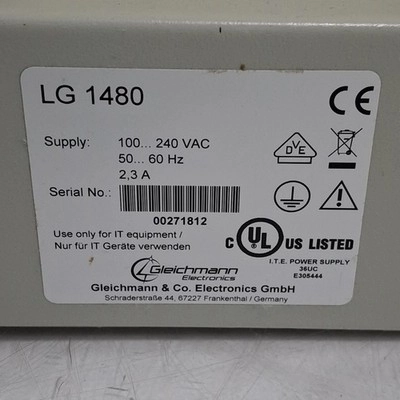 LG 1480
CE
Supply: 100... 240 VAC
50... 60 Hz
2,3 A
DVE
Serial No.:
00271812
Use only for IT equipment /
Nur für IT Geräte verwenden
C UL US LISTED
I.T.E. POWER SUPPLY
36UC
E305444
Gleichmann
Electronics
Gleichmann & Co. Electronics GmbH
Schraderstraße 44, 67227 Frankenthal / Germany